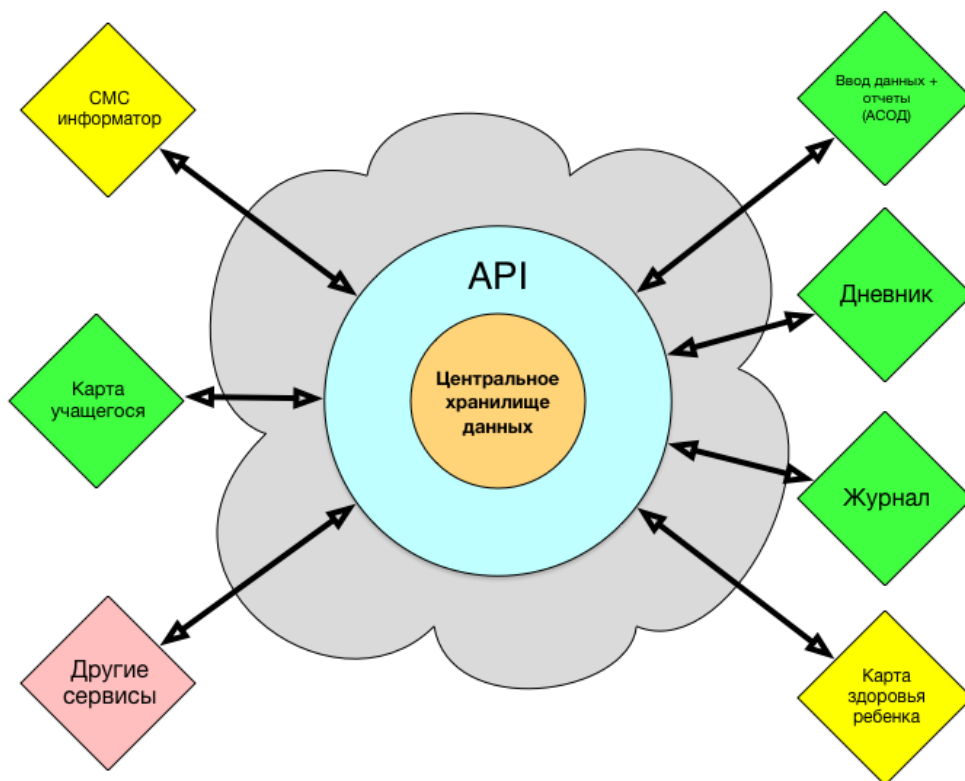 СМС
информатор
Ввод данных +
отчеты
(АСОД)
API
Дневник
Центральное
хранилище
данных
Карта
учащегося
Журнал
Другие
сервисы
Карта
здоровья
ребенка